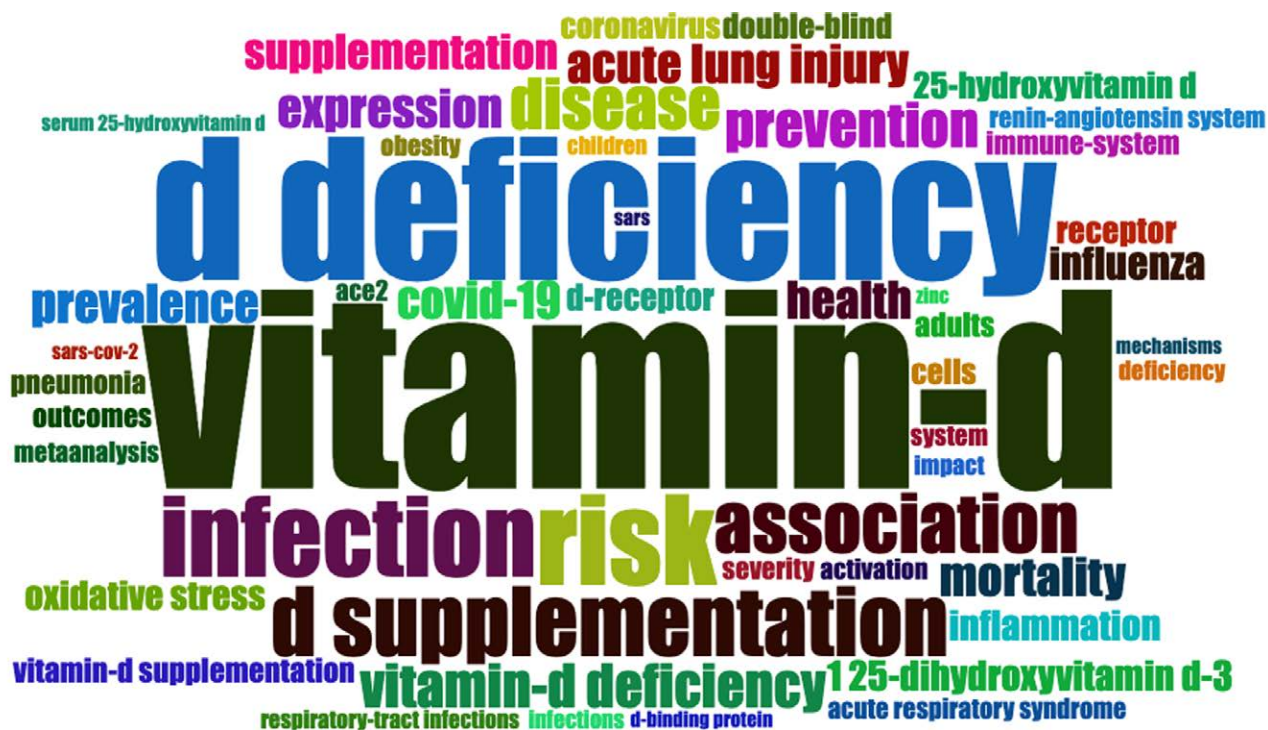 coronavirus
double-blind
supplementation
acute lung injury
25-hydroxyvitamin d
expression
disease
prevention
renin-angiotensin system
serum 25-hydroxyvitamin d
obesity
children
immune-system
d deficiency
sars
receptor
influenza
prevalence
ace2
covid-19
d-receptor
health
zinc
adults
vitamin-d
sars-cov-2
mechanisms
pneumonia
cells
deficiency
outcomes
system
metaanalysis
impact
infection
risk
association
severity
activation
mortality
oxidative stress
d supplementation
inflammation
vitamin-d supplementation
vitamin-d deficiency
1 25-dihydroxyvitamin d-3
respiratory-tract infections
infections
d-binding protein
acute respiratory syndrome